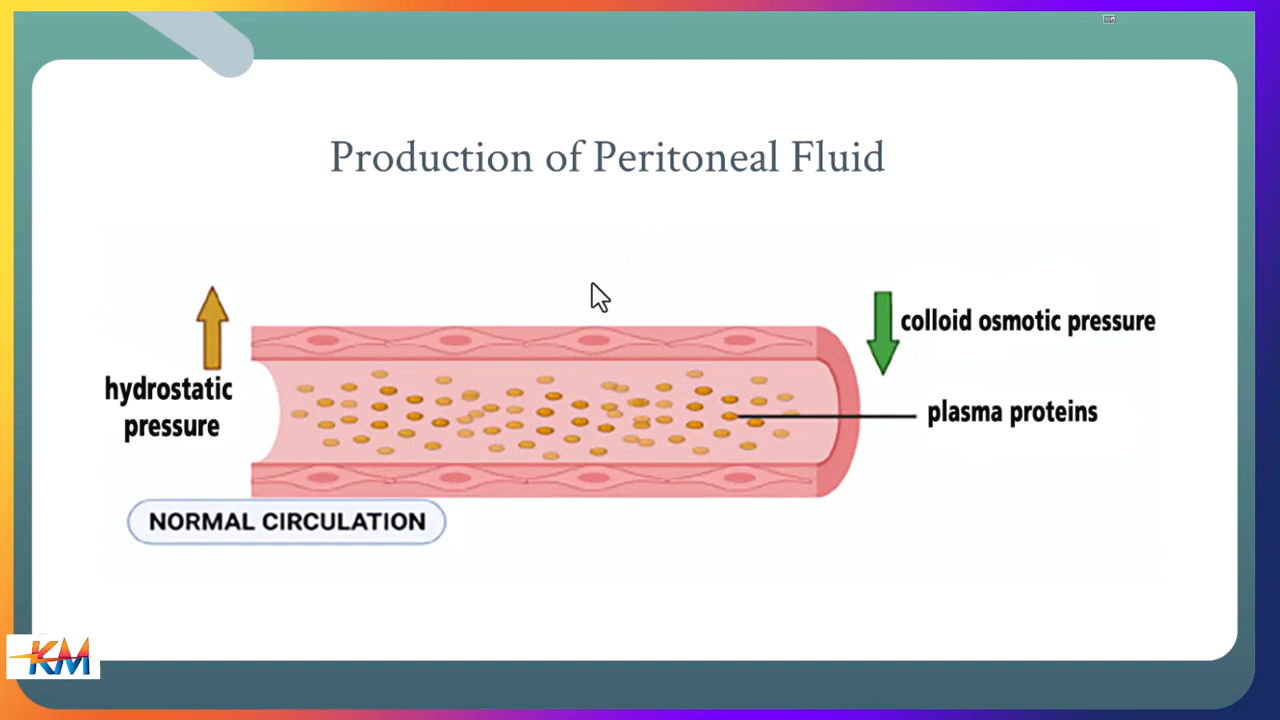 Production of Peritoneal Fluid
hydrostatic
pressure
colloid osmotic pressure
plasma proteins
NORMAL CIRCULATION
KM